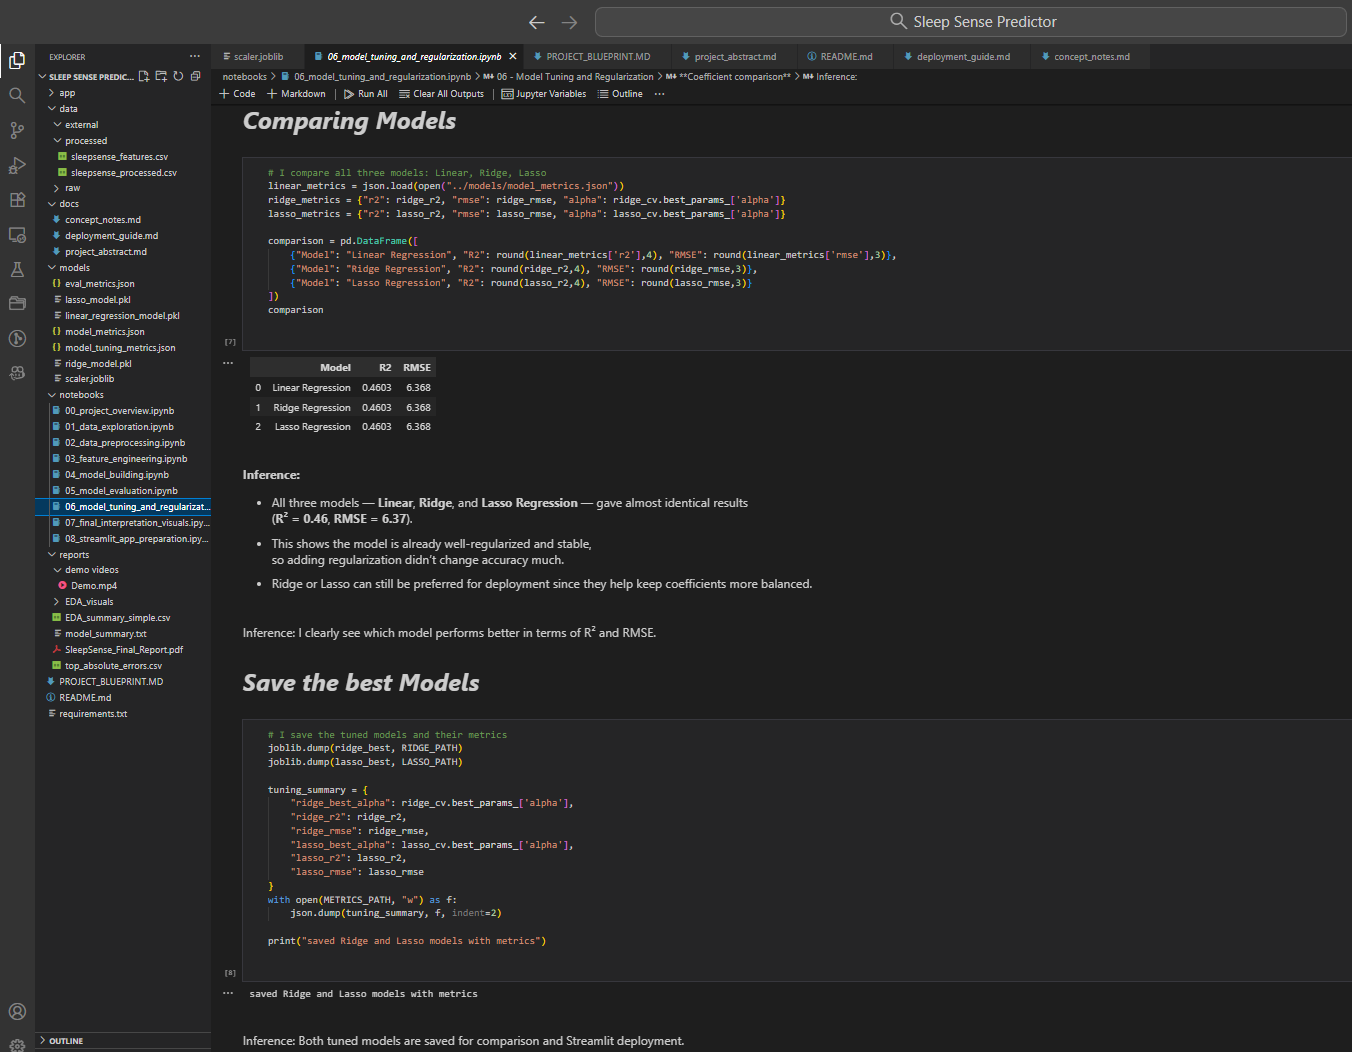 Sleep Sense Predictor
EXPLORER
SLEEP SENSE PREDIC...
app
data
external
processed
sleepsense_features.csv
sleepsense_processed.csv
raw
docs
concept_notes.md
deployment_guide.md
project_abstract.md
models
eval_metrics.json
lasso_model.pkl
linear_regression_model.pkl
model_metrics.json
model_tuning_metrics.json
ridge_model.pkl
scaler.joblib
notebooks
00_project_overview.ipynb
01_data_exploration.ipynb
02_data_preprocessing.ipynb
03_feature_engineering.ipynb
04_model_building.ipynb
05_model_evaluation.ipynb
06_model_tuning_and_regularizat...
07_final_interpretation_visuals.ipy...
08_streamlit_app_preparation.ipy...
reports
demo videos
Demo.mp4
EDA_visuals
EDA_summary_simple.csv
model_summary.txt
SleepSense_Final_Report.pdf
top_absolute_errors.csv
PROJECT_BLUEPRINT.MD
README.md
requirements.txt
OUTLINE
scaler.joblib 06_model_tuning_and_regularization.ipynb PROJECT_BLUEPRINT.MD project_abstract.md README.md deployment_guide.md concept_notes.md
notebooks > 06_model_tuning_and_regularization.ipynb > M↓ 06 - Model Tuning and Regularization > M↓ **Coefficient comparison** > M↓ Inference:
+ Code + Markdown | Run All Clear All Outputs | Jupyter Variables Outline ...
Comparing Models
# I compare all three models: Linear, Ridge, Lasso
linear_metrics = json.load(open("../models/model_metrics.json"))
ridge_metrics = {"r2": ridge_r2, "rmse": ridge_rmse, "alpha": ridge_cv.best_params_['alpha']}
lasso_metrics = {"r2": lasso_r2, "rmse": lasso_rmse, "alpha": lasso_cv.best_params_['alpha']}
comparison = pd.DataFrame([
{"Model": "Linear Regression", "R2": round(linear_metrics['r2'],4), "RMSE": round(linear_metrics['rmse'],3)},
{"Model": "Ridge Regression", "R2": round(ridge_r2,4), "RMSE": round(ridge_rmse,3)},
{"Model": "Lasso Regression", "R2": round(lasso_r2,4), "RMSE": round(lasso_rmse,3)}
])
comparison
[7]
Model R2 RMSE
0 Linear Regression 0.4603 6.368
1 Ridge Regression 0.4603 6.368
2 Lasso Regression 0.4603 6.368
Inference:
• All three models — Linear, Ridge, and Lasso Regression — gave almost identical results
(R² = 0.46, RMSE = 6.37).
• This shows the model is already well-regularized and stable,
so adding regularization didn't change accuracy much.
• Ridge or Lasso can still be preferred for deployment since they help keep coefficients more balanced.
Inference: I clearly see which model performs better in terms of R² and RMSE.
Save the best Models
# I save the tuned models and their metrics
joblib.dump(ridge_best, RIDGE_PATH)
joblib.dump(lasso_best, LASSO_PATH)
tuning_summary = {
"ridge_best_alpha": ridge_cv.best_params_['alpha'],
"ridge_r2": ridge_r2,
"ridge_rmse": ridge_rmse,
"lasso_best_alpha": lasso_cv.best_params_['alpha'],
"lasso_r2": lasso_r2,
"lasso_rmse": lasso_rmse
}
with open(METRICS_PATH, "w") as f:
json.dump(tuning_summary, f, indent=2)
print("saved Ridge and Lasso models with metrics")
[8]
saved Ridge and Lasso models with metrics
Inference: Both tuned models are saved for comparison and Streamlit deployment.